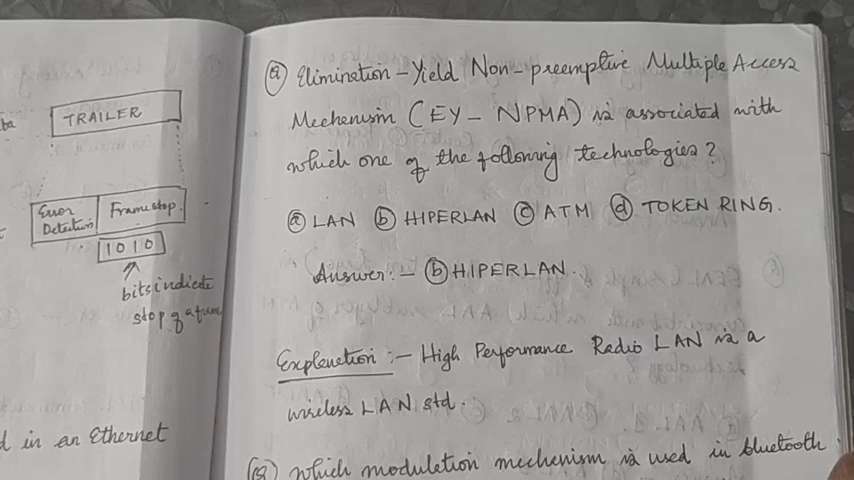 TRAILER
Error Detection
Frame stop.
1010
bits indicate
stop of a frame
d in an Ethernet
(Q) Elimination - Yield Non-preemptive Multiple Access
Mechanism (EY - NPMA) is associated with
which one of the following technologies?
(a) LAN (b) HIPERLAN (c) ATM (d) TOKEN RING.
Answer:- (b) HIPERLAN.
Explanation :- High Performance Radio LAN is a
wireless LAN std.
(Q) Which modulation mechanism is used in bluetooth